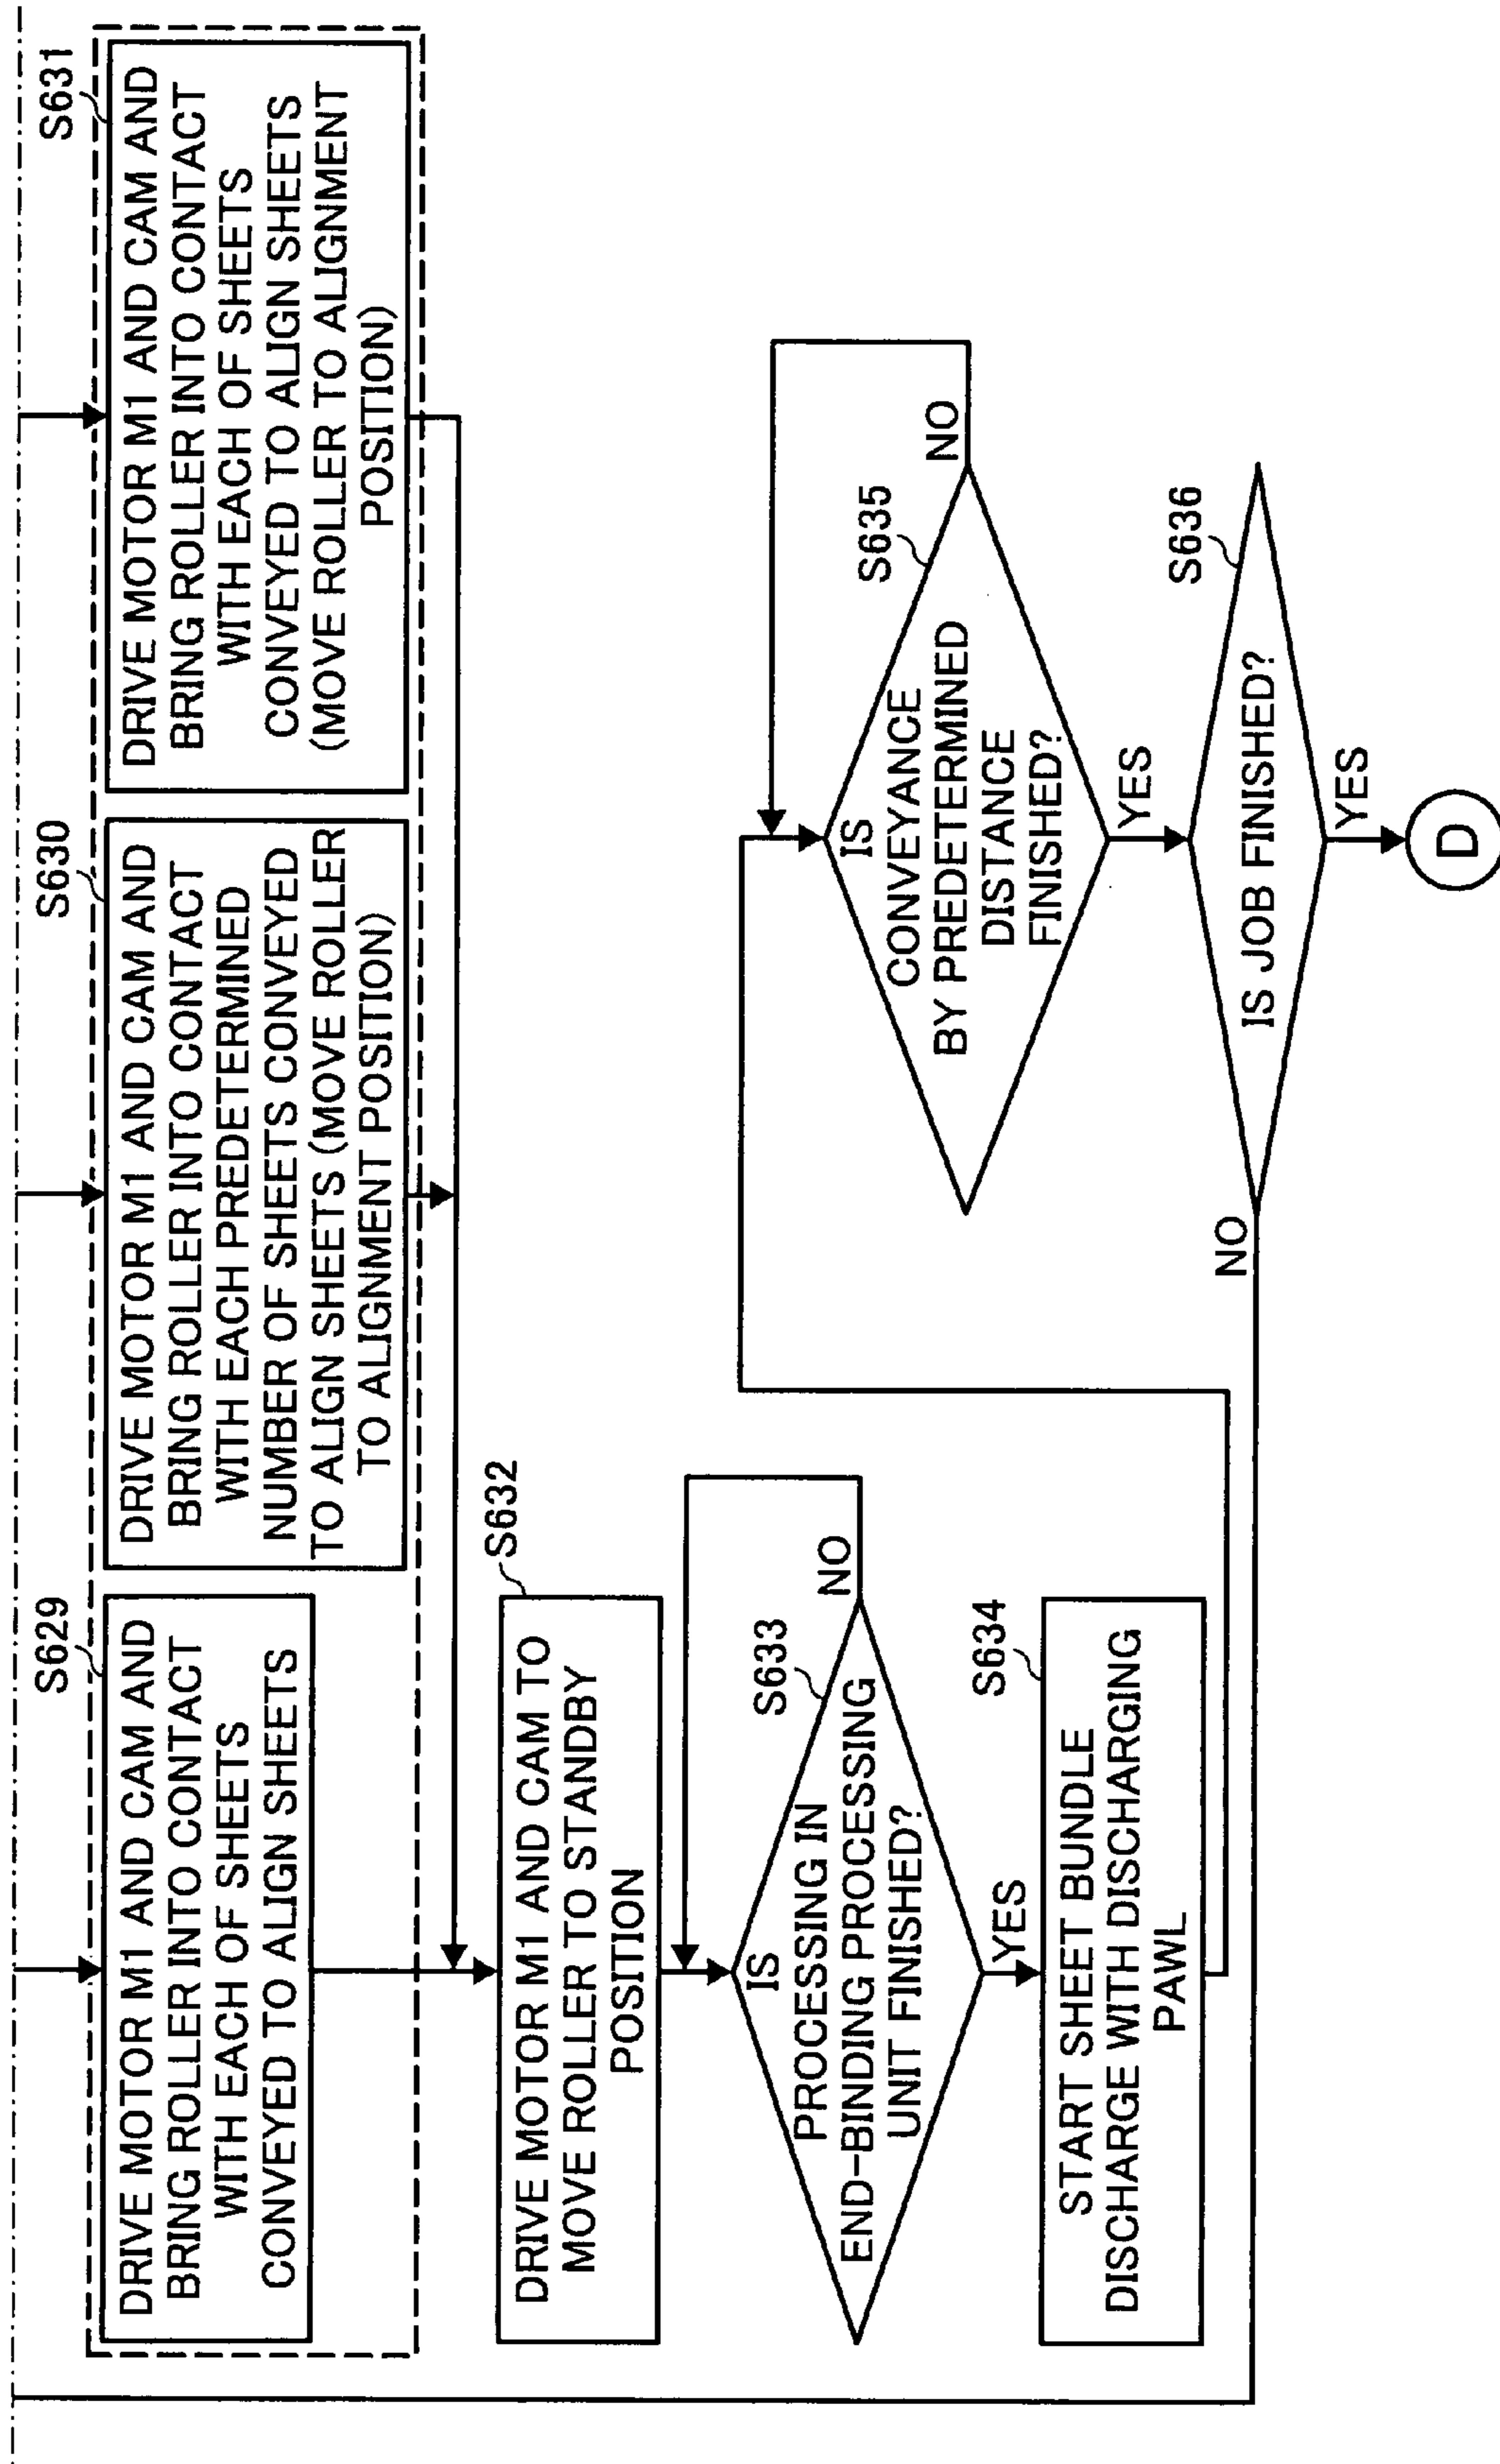 S629
DRIVE MOTOR M1 AND CAM AND
BRING ROLLER INTO CONTACT
WITH EACH OF SHEETS
CONVEYED TO ALIGN SHEETS
S630
DRIVE MOTOR M1 AND CAM AND
BRING ROLLER INTO CONTACT
WITH EACH PREDETERMINED
NUMBER OF SHEETS CONVEYED
TO ALIGN SHEETS (MOVE ROLLER
TO ALIGNMENT POSITION)
S631
DRIVE MOTOR M1 AND CAM AND
BRING ROLLER INTO CONTACT
WITH EACH OF SHEETS
CONVEYED TO ALIGN SHEETS
(MOVE ROLLER TO ALIGNMENT
POSITION)
S632
DRIVE MOTOR M1 AND CAM TO
MOVE ROLLER TO STANDBY
POSITION
S633
IS
PROCESSING IN
END-BINDING PROCESSING
UNIT FINISHED?
NO
YES
S634
START SHEET BUNDLE
DISCHARGE WITH DISCHARGING
PAWL
S635
IS
CONVEYANCE
BY PREDETERMINED
DISTANCE
FINISHED?
NO
YES
S636
IS JOB FINISHED?
NO
YES
D